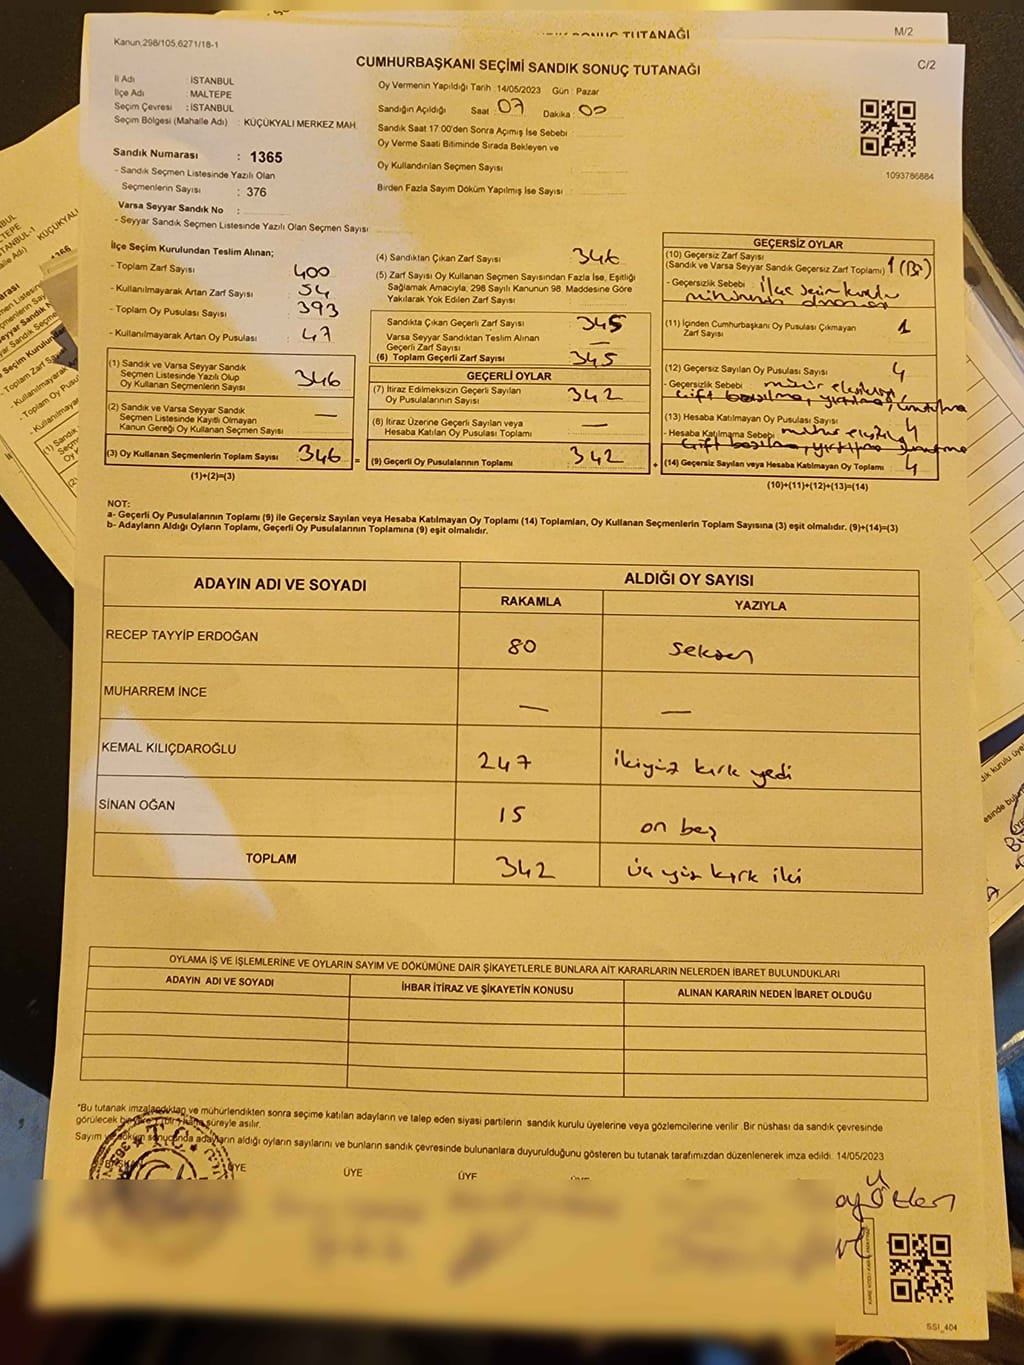 SONUÇ TUTANAĞI
M/2
Kanun.298/105,6271/18-1
C/2
CUMHURBAŞKANI SEÇİMİ SANDIK SONUÇ TUTANAĞI
İl Adı : İSTANBUL
İlçe Adı : MALTEPE
Seçim Çevresi : İSTANBUL
Seçim Bölgesi (Mahalle Adı) : KÜÇÜKYALI MERKEZ MAH.
Sandık Numarası : 1365
- Sandık Seçmen Listesinde Yazılı Olan
Seçmenlerin Sayısı : 376
Varsa Seyyar Sandık No :
- Seyyar Sandık Seçmen Listesinde Yazılı Olan Seçmen Sayısı
Oy Vermenin Yapıldığı Tarih : 14/05/2023 Gün : Pazar
Sandığın Açıldığı Saat : 07 Dakika : 00
Sandık Saat 17:00'den Sonra Açımış İse Sebebi
Oy Verme Saati Bitiminde Sırada Bekleyen ve
Oy Kullandırılan Seçmen Sayısı
Birden Fazla Sayım Döküm Yapılmış İse Sayısı
1093786884
İlçe Seçim Kurulundan Teslim Alınan;
- Toplam Zarf Sayısı : 400
- Kullanılmayarak Artan Zarf Sayısı : 54
- Toplam Oy Pusulası Sayısı : 393
- Kullanılmayarak Artan Oy Pusulası : 47
(1) Sandık ve Varsa Seyyar Sandık
Seçmen Listesinde Yazılı Olup
Oy Kullanan Seçmenlerin Sayısı 346
(2) Sandık ve Varsa Seyyar Sandık
Seçmen Listesinde Kayıtlı Olmayan
Kanun Gereği Oy Kullanan Seçmen Sayısı —
(3) Oy Kullanan Seçmenlerin Toplam Sayısı 346 =
(1)+(2)=(3)
(4) Sandıktan Çıkan Zarf Sayısı 346
(5) Zarf Sayısı Oy Kullanan Seçmen Sayısından Fazla İse, Eşitliği
Sağlamak Amacıyla, 298 Sayılı Kanunun 98. Maddesine Göre
Yakılarak Yok Edilen Zarf Sayısı
Sandıkta Çıkan Geçerli Zarf Sayısı 345
Varsa Seyyar Sandıktan Teslim Alınan
Geçerli Zarf Sayısı —
(6) Toplam Geçerli Zarf Sayısı 345
GEÇERLİ OYLAR
(7) İtiraz Edilmeksizin Geçerli Sayılan
Oy Pusulalarının Sayısı 342
(8) İtiraz Üzerine Geçerli Sayılan veya
Hesaba Katılan Oy Pusulası Toplamı —
(9) Geçerli Oy Pusulalarının Toplamı 342 +
GEÇERSİZ OYLAR
(10) Geçersiz Zarf Sayısı
(Sandık ve Varsa Seyyar Sandık Geçersiz Zarf Toplamı) 1 (Bir)
- Geçersizlik Sebebi : İlçe seçim kurulu
mührünün olmaması
(11) İçinden Cumhurbaşkanı Oy Pusulası Çıkmayan
Zarf Sayısı 1
(12) Geçersiz Sayılan Oy Pusulası Sayısı 4
- Geçersizlik Sebebi : mühür eksikliği,
çift basılma, yırtılma, unutulma
(13) Hesaba Katılmayan Oy Pusulası Sayısı 4
- Hesaba Katılmama Sebebi :
(14) Geçersiz Sayılan veya Hesaba Katılmayan Oy Toplamı 4
(10)+(11)+(12)+(13)=(14)
NOT:
a- Geçerli Oy Pusulalarının Toplamı (9) ile Geçersiz Sayılan veya Hesaba Katılmayan Oy Toplamı (14) Toplamları, Oy Kullanan Seçmenlerin Toplam Sayısına (3) eşit olmalıdır. (9)+(14)=(3)
b- Adayların Aldığı Oyların Toplamı, Geçerli Oy Pusulalarının Toplamına (9) eşit olmalıdır.
ADAYIN ADI VE SOYADI
ALDIĞI OY SAYISI
RAKAMLA YAZIYLA
RECEP TAYYİP ERDOĞAN 80 seksen
MUHARREM İNCE — —
KEMAL KILIÇDAROĞLU 247 ikiyüz kırk yedi
SİNAN OĞAN 15 on beş
TOPLAM 342 üç yüz kırk iki
OYLAMA İŞ VE İŞLEMLERİNE VE OYLARIN SAYIM VE DÖKÜMÜNE DAİR ŞİKAYETLERLE BUNLARA AİT KARARLARIN NELERDEN İBARET BULUNDUKLARI
ADAYIN ADI VE SOYADI İHBAR İTİRAZ VE ŞİKAYETİN KONUSU ALINAN KARARIN NEDEN İBARET OLDUĞU
*Bu tutanak imzalandıktan ve mühürlendikten sonra seçime katılan adayların ve talep eden siyasi partilerin sandık kurulu üyelerine veya gözlemcilerine verilir. Bir nüshası da sandık çevresinde
görülecek bir yere süreyle asılır.
Sayım ve döküm sonucunda adayların aldığı oyların sayılarını ve bunların sandık çevresinde bulunanlara duyurulduğunu gösteren bu tutanak tarafımızdan düzenlenerek imza edildi. 14/05/2023
BAŞKAN ÜYE ÜYE ÜYE
T.C.
SSI_404